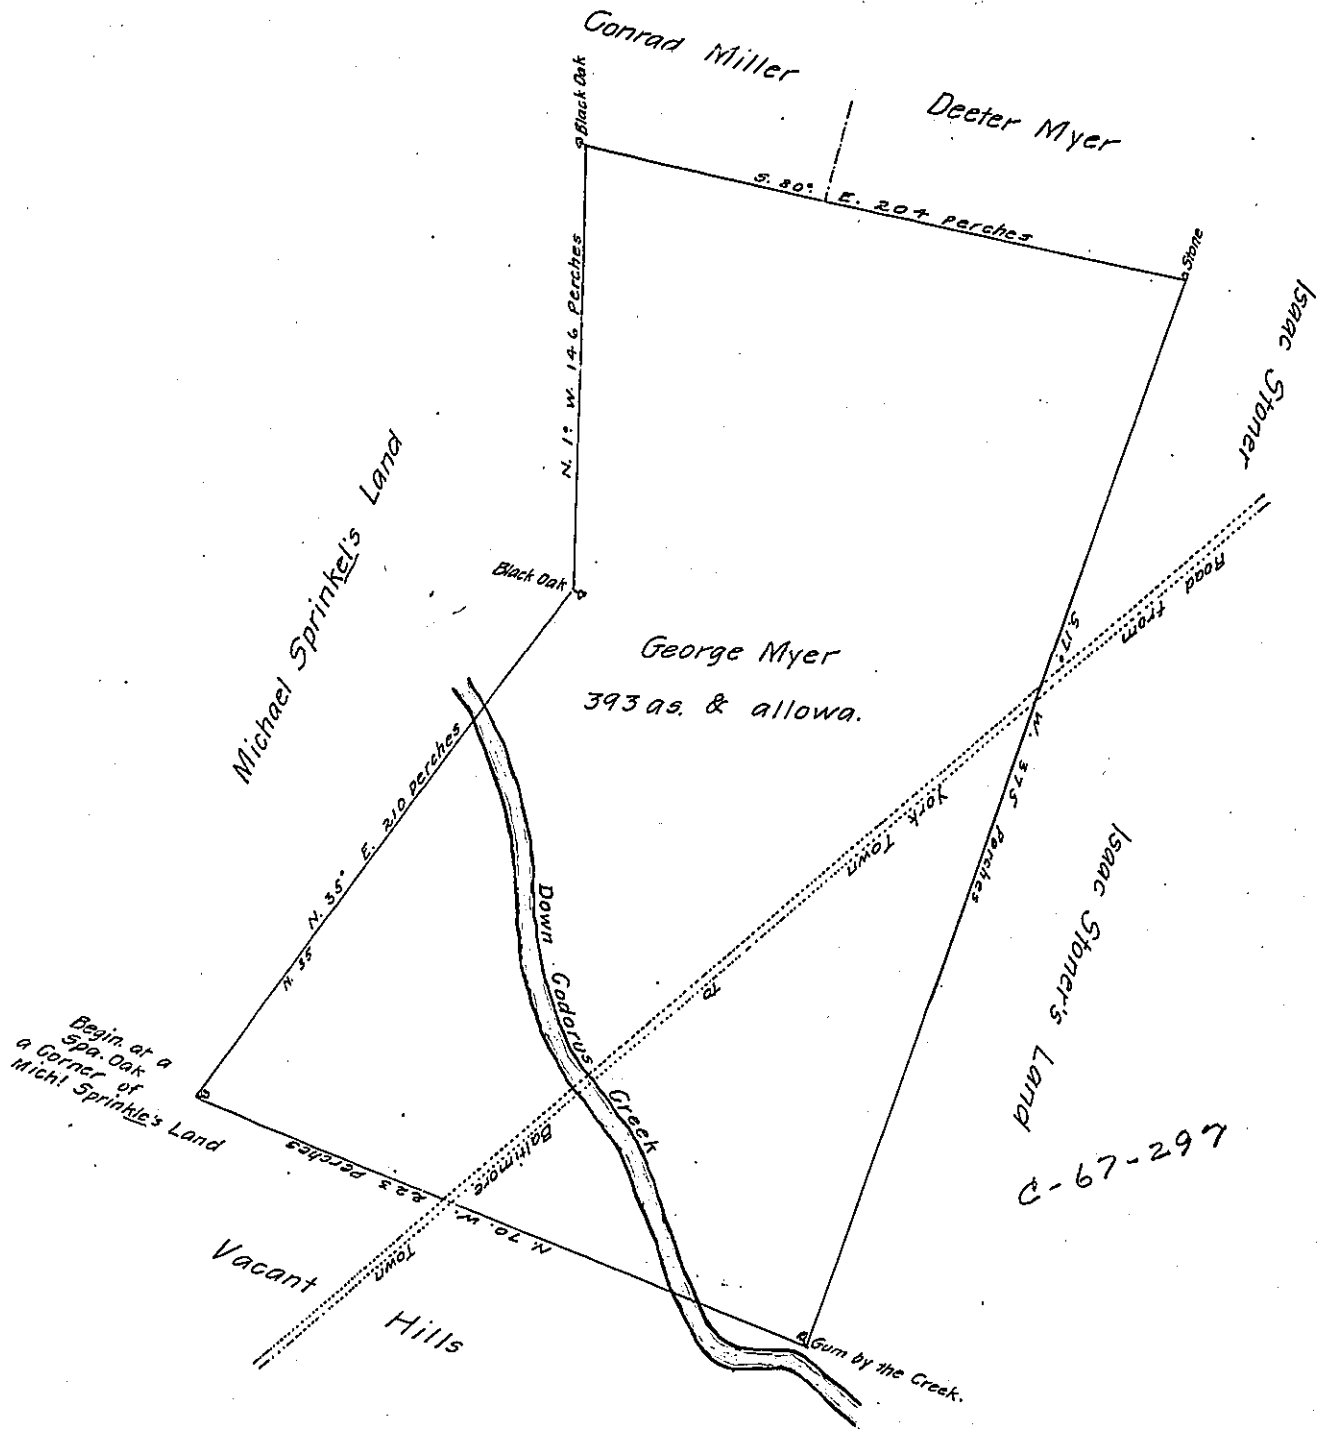 Conrad Miller
Deeter Myer
Black Oak
S. 80° E. 204 perches
Stone
Isaac Stoner
N. 1° W. 146 Perches
Michael Sprinkel's Land
Black Oak
George Myer
393 as. & allowa.
Road from York Town to Baltimore Town
S. 17° W. 375 Perches
N. 35° E. 210 perches
N. 35
Down Codorus Creek
Isaac Stoner's Land
Begin. at a
Spa. Oak
a Corner of
Michl Sprinkle's Land
N. 70. W. 223 Perches
C-67-297
Vacant
Hills
Gum by the Creek.